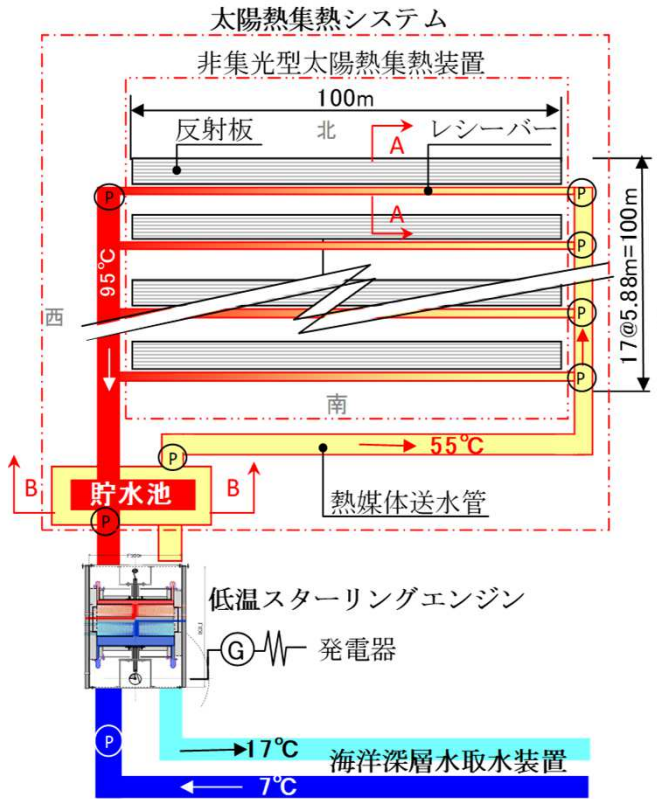 太陽熱集熱システム
非集光型太陽熱集熱装置
100m
反射板
北
A
レシーバー
P
P
A
P
95℃
17@5.88m=100m
西
P
P
南
P
55℃
B
貯水池
B
P
熱媒体送水管
低温スターリングエンジン
G
発電器
P
17℃
海洋深層水取水装置
7℃